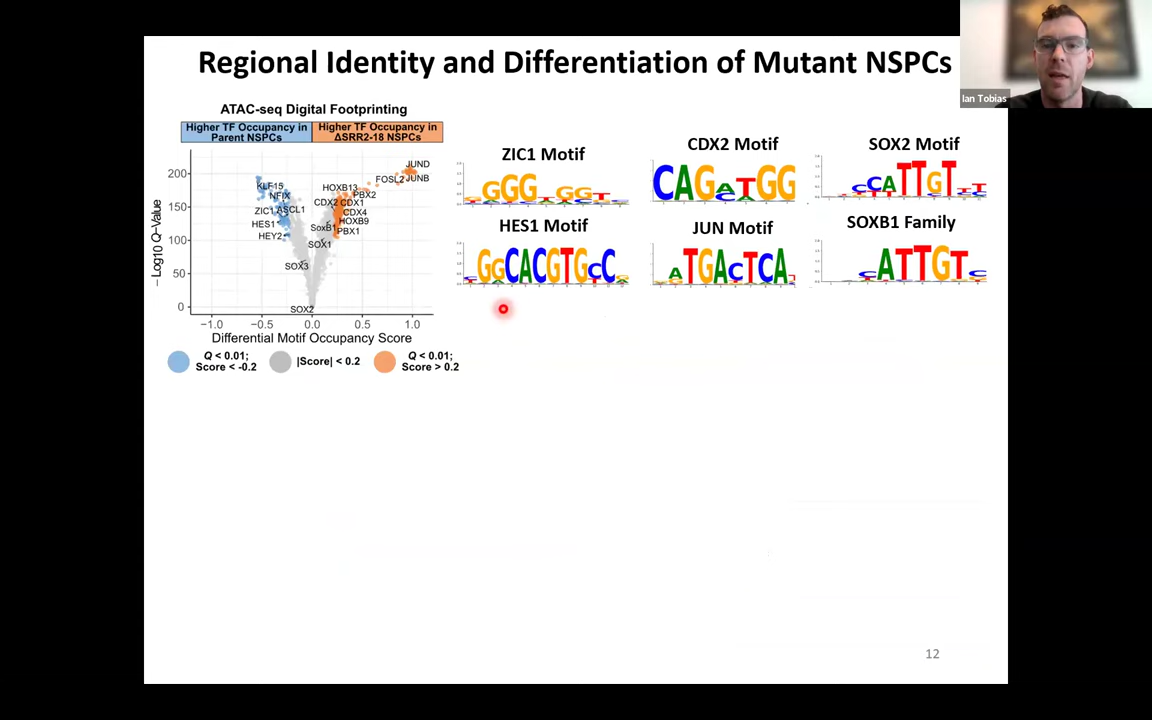 Regional Identity and Differentiation of Mutant NSPCs
Ian Tobias
ATAC-seq Digital Footprinting
Higher TF Occupancy in
Parent NSPCs
Higher TF Occupancy in
ΔSRR2-18 NSPCs
−Log10 Q-Value
200
150
100
50
0
JUND
FOSL2
JUNB
KLF15
NFIX
HOXB13
PBX2
CDX2
CDX1
ZIC1
ASCL1
CDX4
HOXB9
HES1
SoxB1
PBX1
HEY2
SOX1
SOX3
SOX2
−1.0 −0.5 0.0 0.5 1.0
Differential Motif Occupancy Score
Q < 0.01;
Score < -0.2
|Score| < 0.2
Q < 0.01;
Score > 0.2
ZIC1 Motif
CDX2 Motif
SOX2 Motif
HES1 Motif
JUN Motif
SOXB1 Family
12